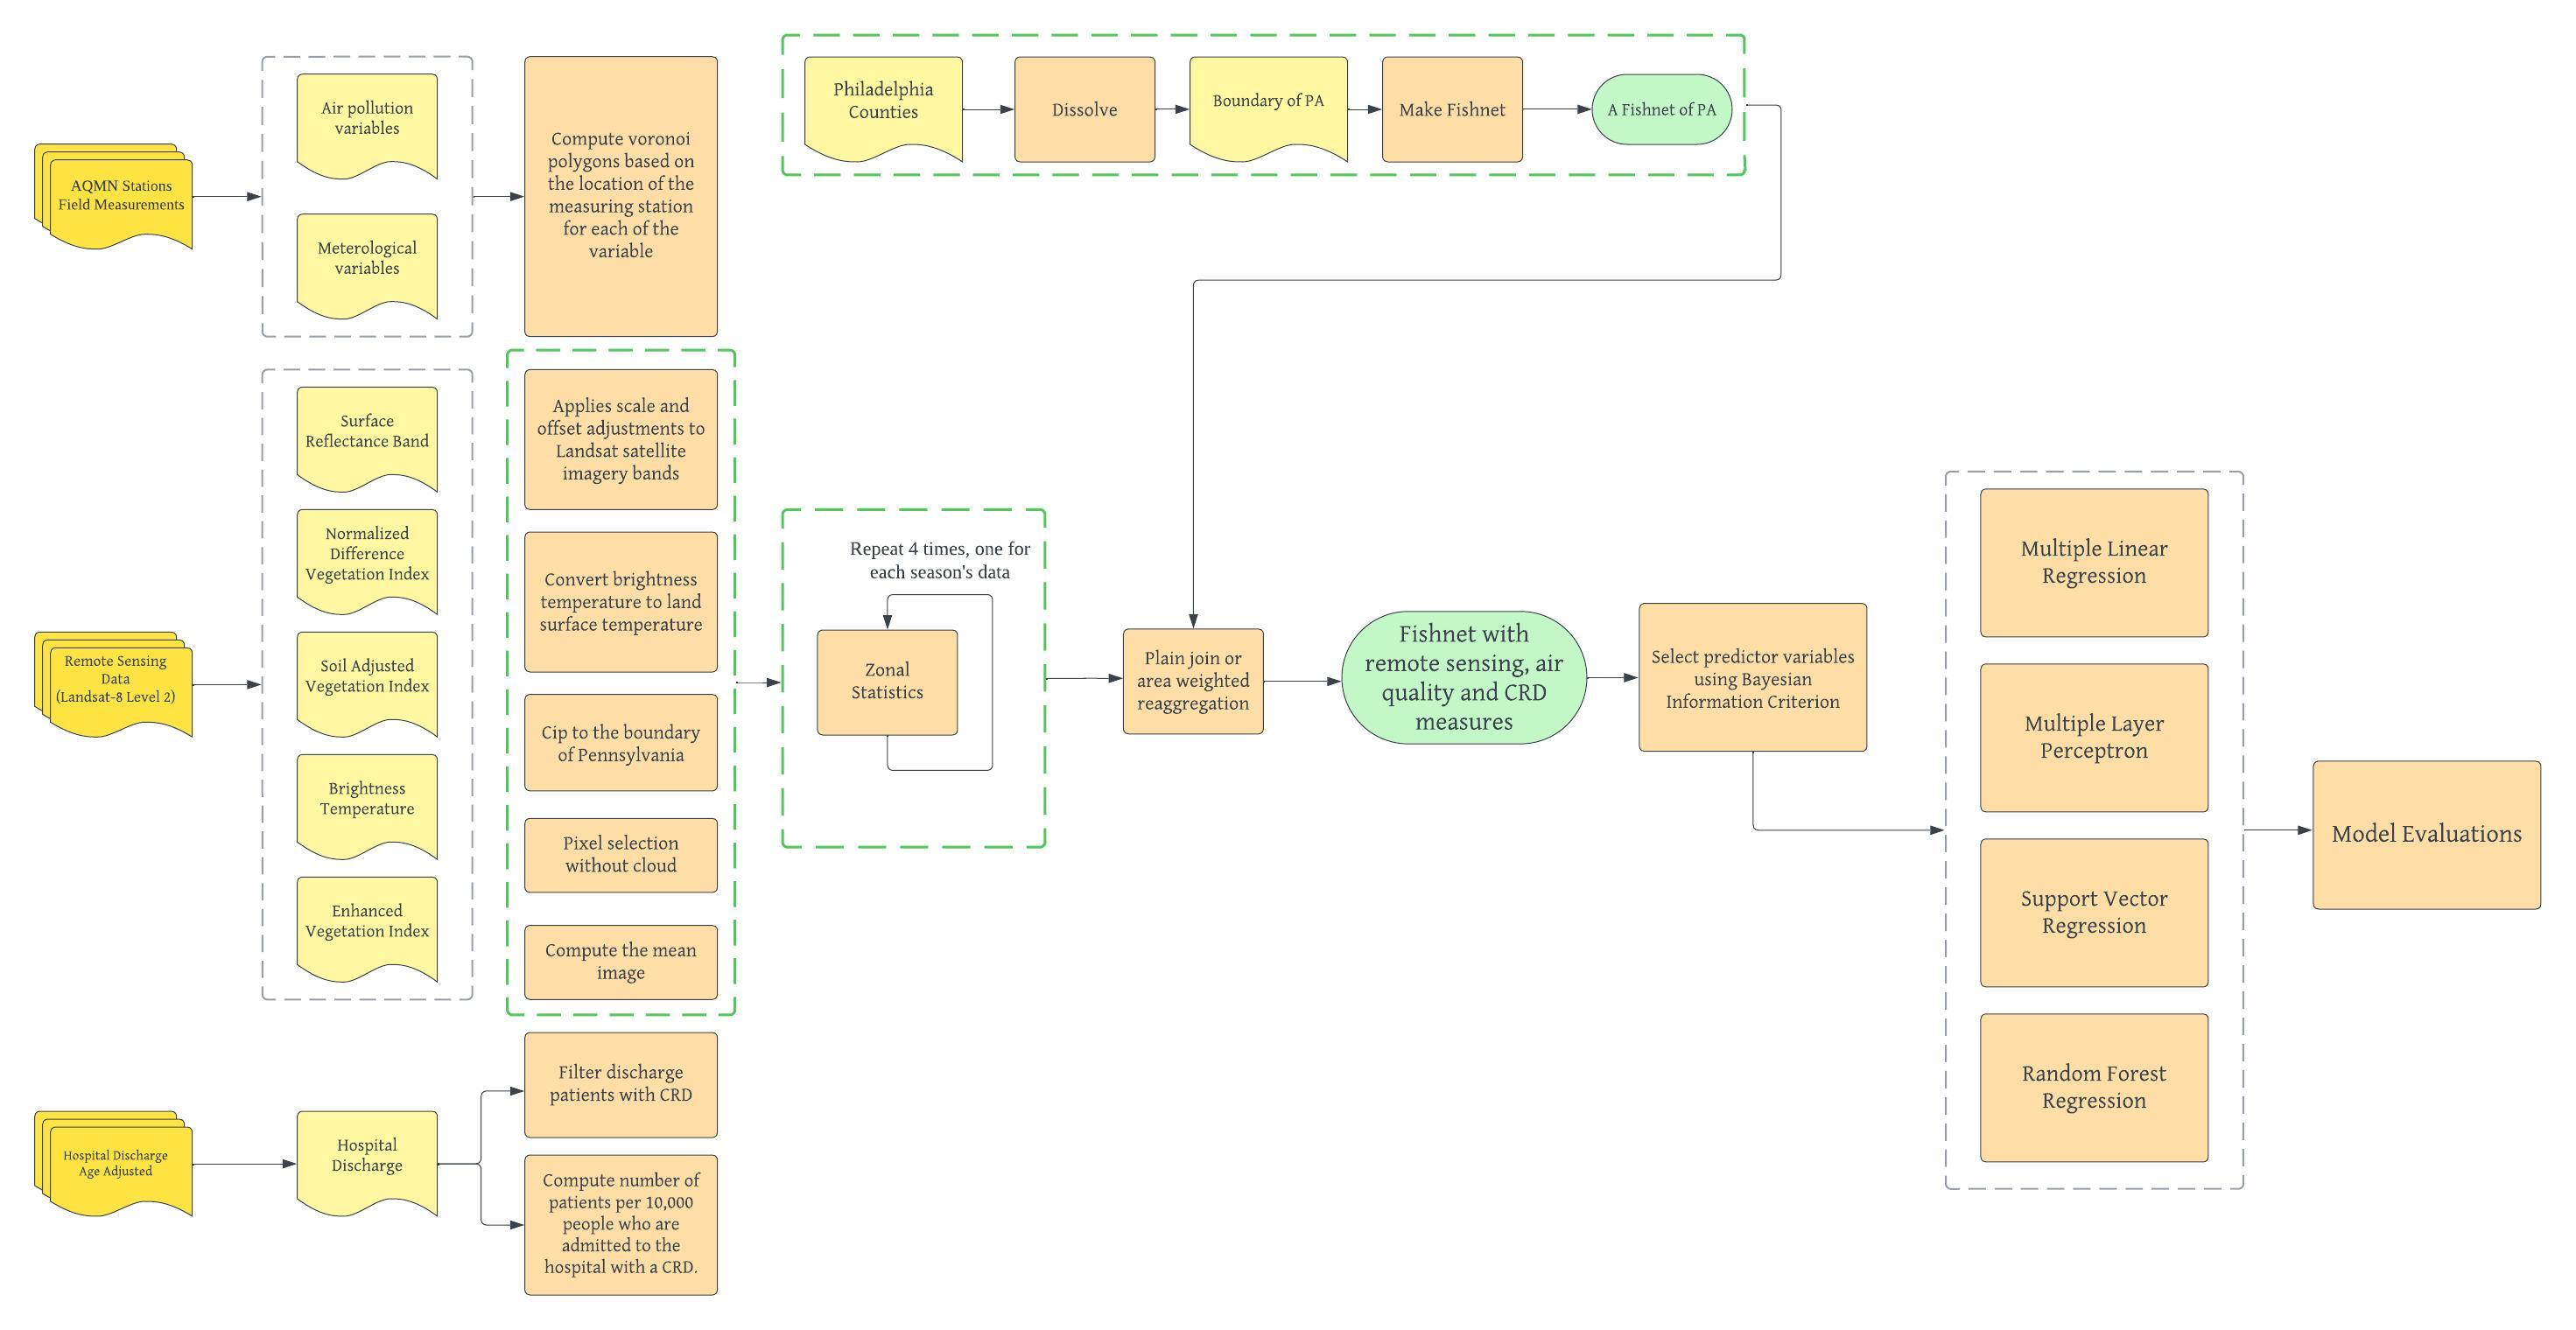 AQMN Stations
Field Measurements
Air pollution
variables
Meterological
variables
Compute voronoi
polygons based on
the location of the
measuring station
for each of the
variable
Philadelphia
Counties
Dissolve
Boundary of PA
Make Fishnet
A Fishnet of PA
Remote Sensing
Data
(Landsat-8 Level 2)
Surface
Reflectance Band
Normalized
Difference
Vegetation Index
Soil Adjusted
Vegetation Index
Brightness
Temperature
Enhanced
Vegetation Index
Applies scale and
offset adjustments to
Landsat satellite
imagery bands
Convert brightness
temperature to land
surface temperature
Cip to the boundary
of Pennsylvania
Pixel selection
without cloud
Compute the mean
image
Repeat 4 times, one for
each season's data
Zonal
Statistics
Plain join or
area weighted
reaggregation
Fishnet with
remote sensing, air
quality and CRD
measures
Select predictor variables
using Bayesian
Information Criterion
Multiple Linear
Regression
Multiple Layer
Perceptron
Support Vector
Regression
Random Forest
Regression
Model Evaluations
Hospital Discharge
Age Adjusted
Hospital
Discharge
Filter discharge
patients with CRD
Compute number of
patients per 10,000
people who are
admitted to the
hospital with a CRD.